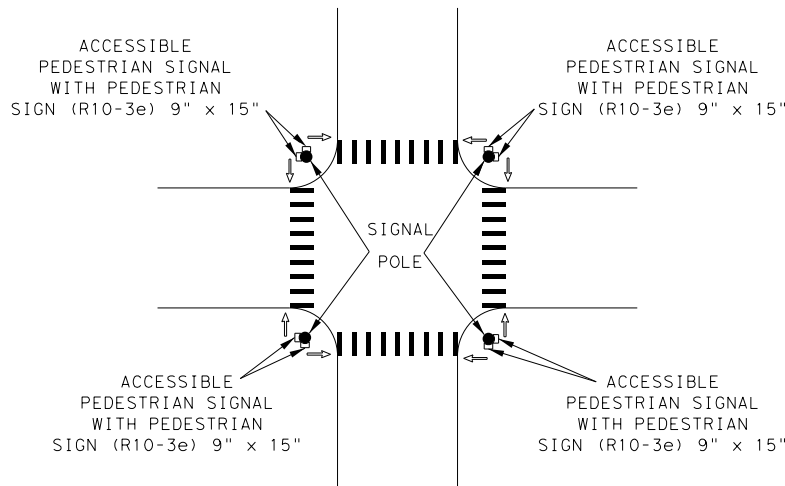 ACCESSIBLE
PEDESTRIAN SIGNAL
WITH PEDESTRIAN
SIGN (R10-3e) 9" x 15"
ACCESSIBLE
PEDESTRIAN SIGNAL
WITH PEDESTRIAN
SIGN (R10-3e) 9" x 15"
SIGNAL
POLE
ACCESSIBLE
PEDESTRIAN SIGNAL
WITH PEDESTRIAN
SIGN (R10-3e) 9" x 15"
ACCESSIBLE
PEDESTRIAN SIGNAL
WITH PEDESTRIAN
SIGN (R10-3e) 9" x 15"